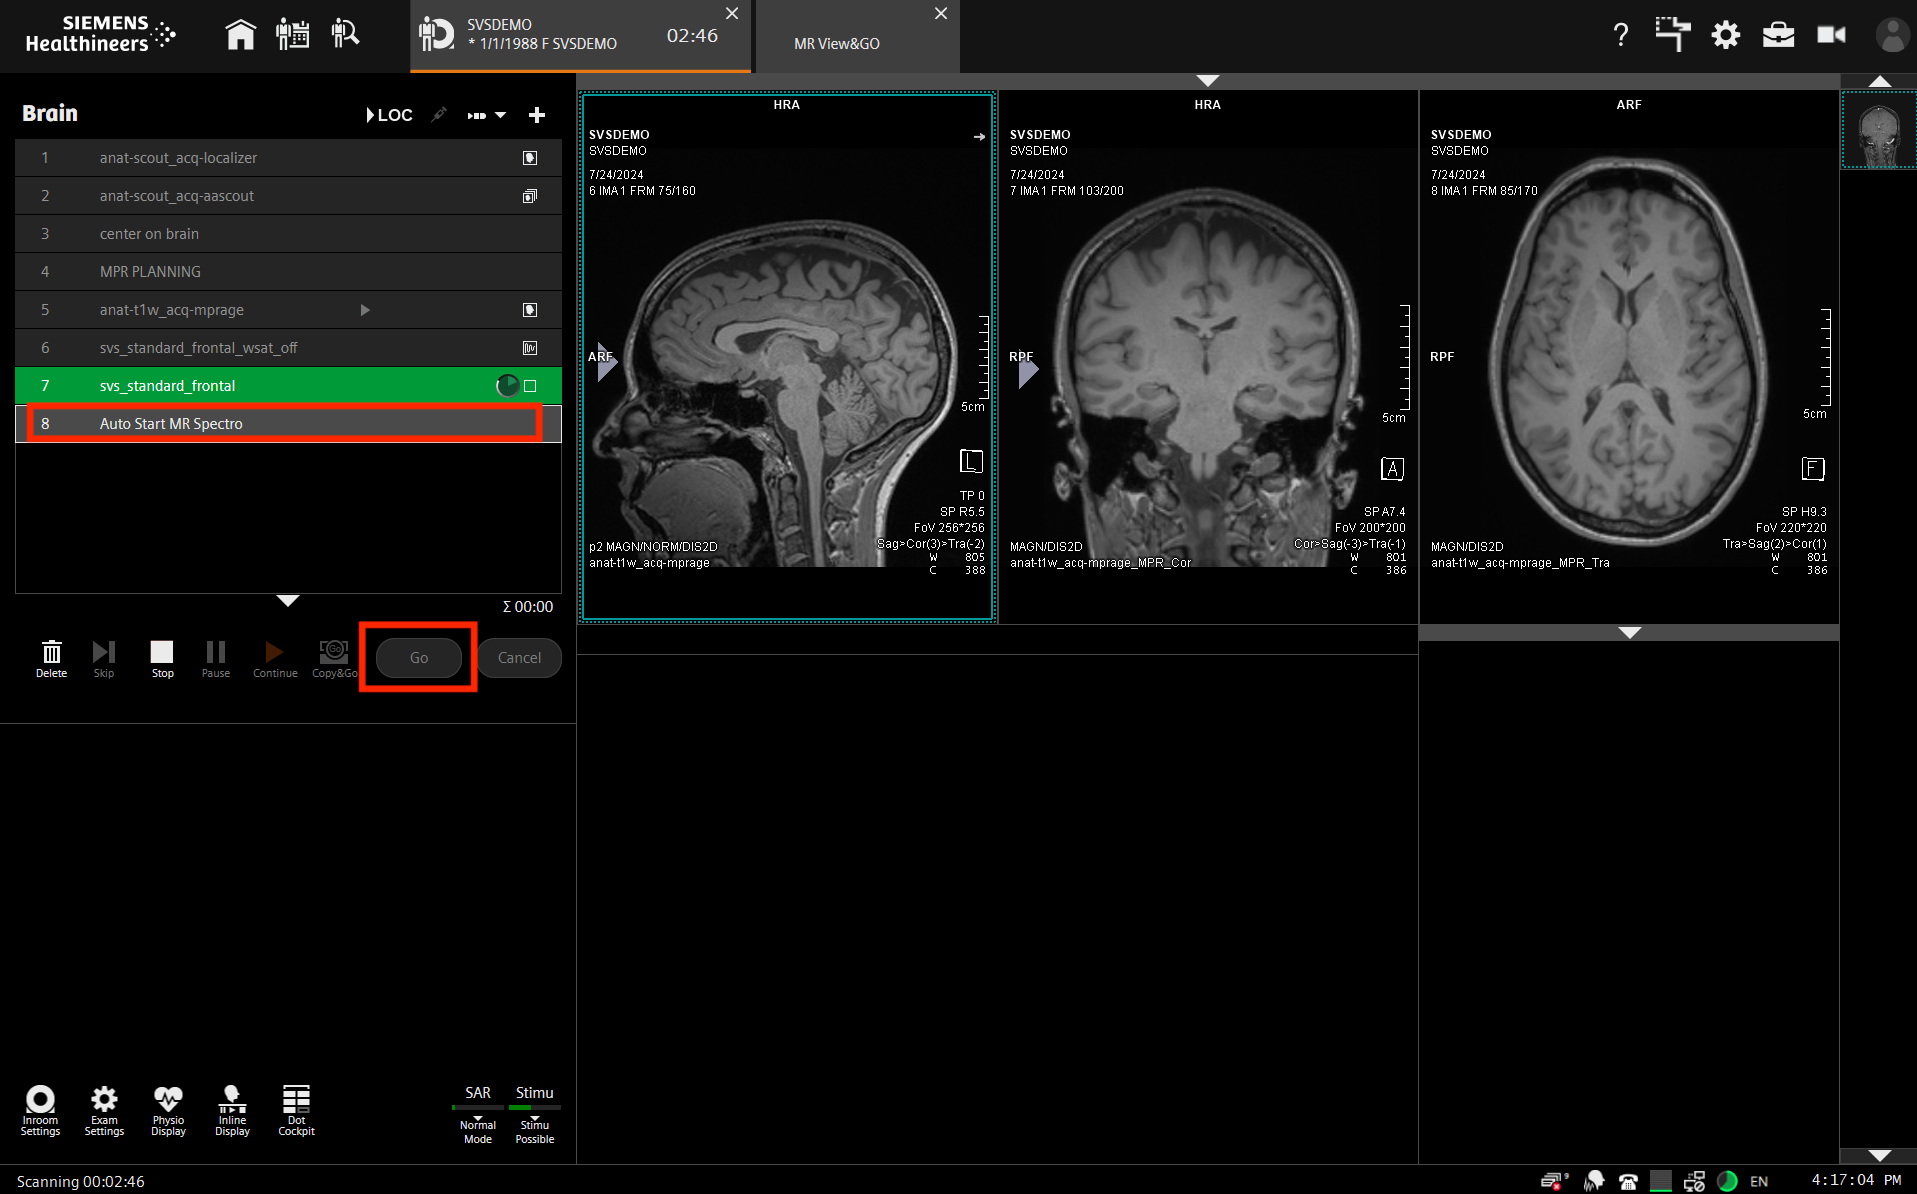 SIEMENS
Healthineers
SVSDEMO
* 1/1/1988 F SVSDEMO
02:46
MR View&GO
?
Brain
LOC
1 anat-scout_acq-localizer
2 anat-scout_acq-aascout
3 center on brain
4 MPR PLANNING
5 anat-t1w_acq-mprage
6 svs_standard_frontal_wsat_off
7 svs_standard_frontal
8 Auto Start MR Spectro
Σ 00:00
Delete
Skip
Stop
Pause
Continue
Copy&Go
Go
Cancel
HRA
SVSDEMO
SVSDEMO
7/24/2024
6 IMA1 FRM 75/160
ARF
5cm
L
TP 0
SP R5.5
FoV 256*256
Sag>Cor(3)>Tra(-2)
W 805
C 388
p2 MAGN/NORM/DIS2D
anat-t1w_acq-mprage
HRA
SVSDEMO
SVSDEMO
7/24/2024
7 IMA1 FRM 103/200
RPF
5cm
A
SP A7.4
FoV 200*200
Cor>Sag(-3)>Tra(-1)
W 801
C 386
MAGN/DIS2D
anat-t1w_acq-mprage_MPR_Cor
ARF
SVSDEMO
SVSDEMO
7/24/2024
8 IMA1 FRM 85/170
RPF
5cm
F
SP H9.3
FoV 220*220
Tra>Sag(2)>Cor(1)
W 801
C 386
MAGN/DIS2D
anat-t1w_acq-mprage_MPR_Tra
Inroom
Settings
Exam
Settings
Physio
Display
Inline
Display
Dot
Cockpit
SAR
Normal
Mode
Stimu
Stimu
Possible
Scanning 00:02:46
EN
4:17:04 PM